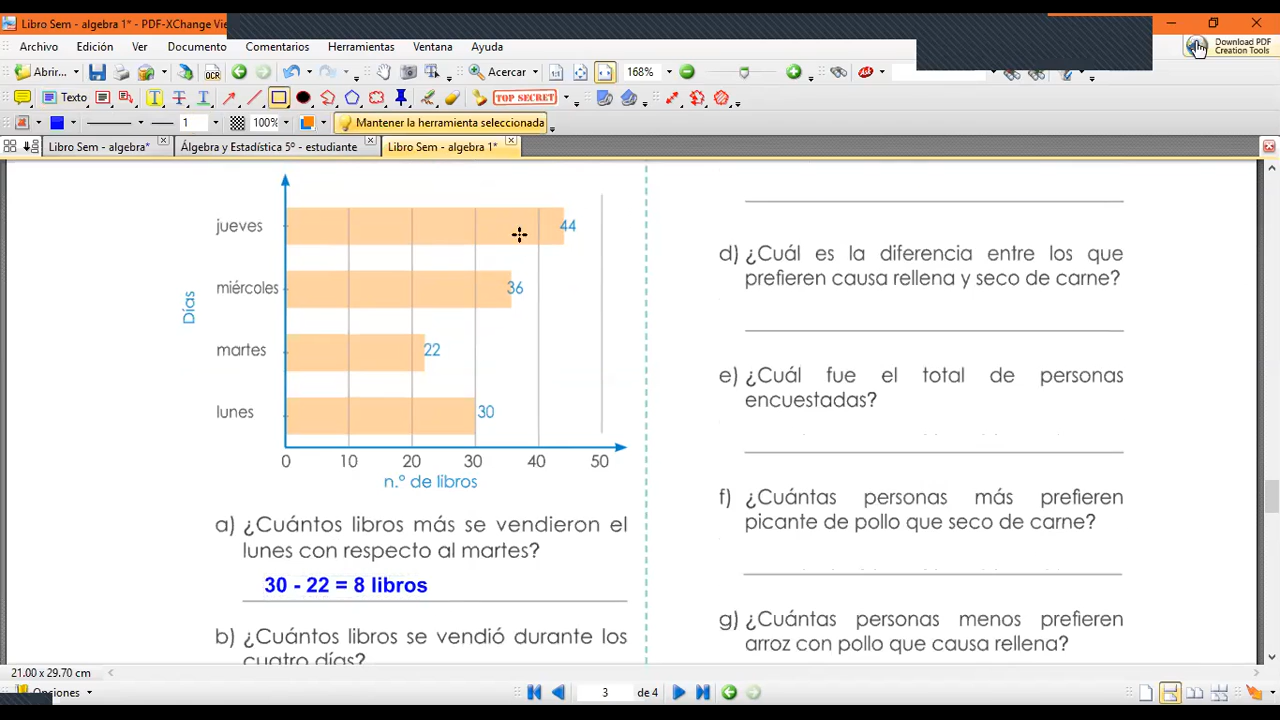 Libro Sem - algebra 1* - PDF-XChange Vie
Archivo Edición Ver Documento Comentarios Herramientas Ventana Ayuda
Download PDF
Creation Tools
Abrir... OCR Acercar 168%
Texto TOP SECRET
1 100% Mantener la herramienta seleccionada
Libro Sem - algebra* Álgebra y Estadística 5º - estudiante Libro Sem - algebra 1*
jueves 44
miércoles 36
martes 22
lunes 30
Días
0 10 20 30 40 50
n.º de libros
a) ¿Cuántos libros más se vendieron el
lunes con respecto al martes?
30 - 22 = 8 libros
b) ¿Cuántos libros se vendió durante los
cuatro días?
d) ¿Cuál es la diferencia entre los que
prefieren causa rellena y seco de carne?
e) ¿Cuál fue el total de personas
encuestadas?
f) ¿Cuántas personas más prefieren
picante de pollo que seco de carne?
g) ¿Cuántas personas menos prefieren
arroz con pollo que causa rellena?
21.00 x 29.70 cm
Opciones 3 de 4